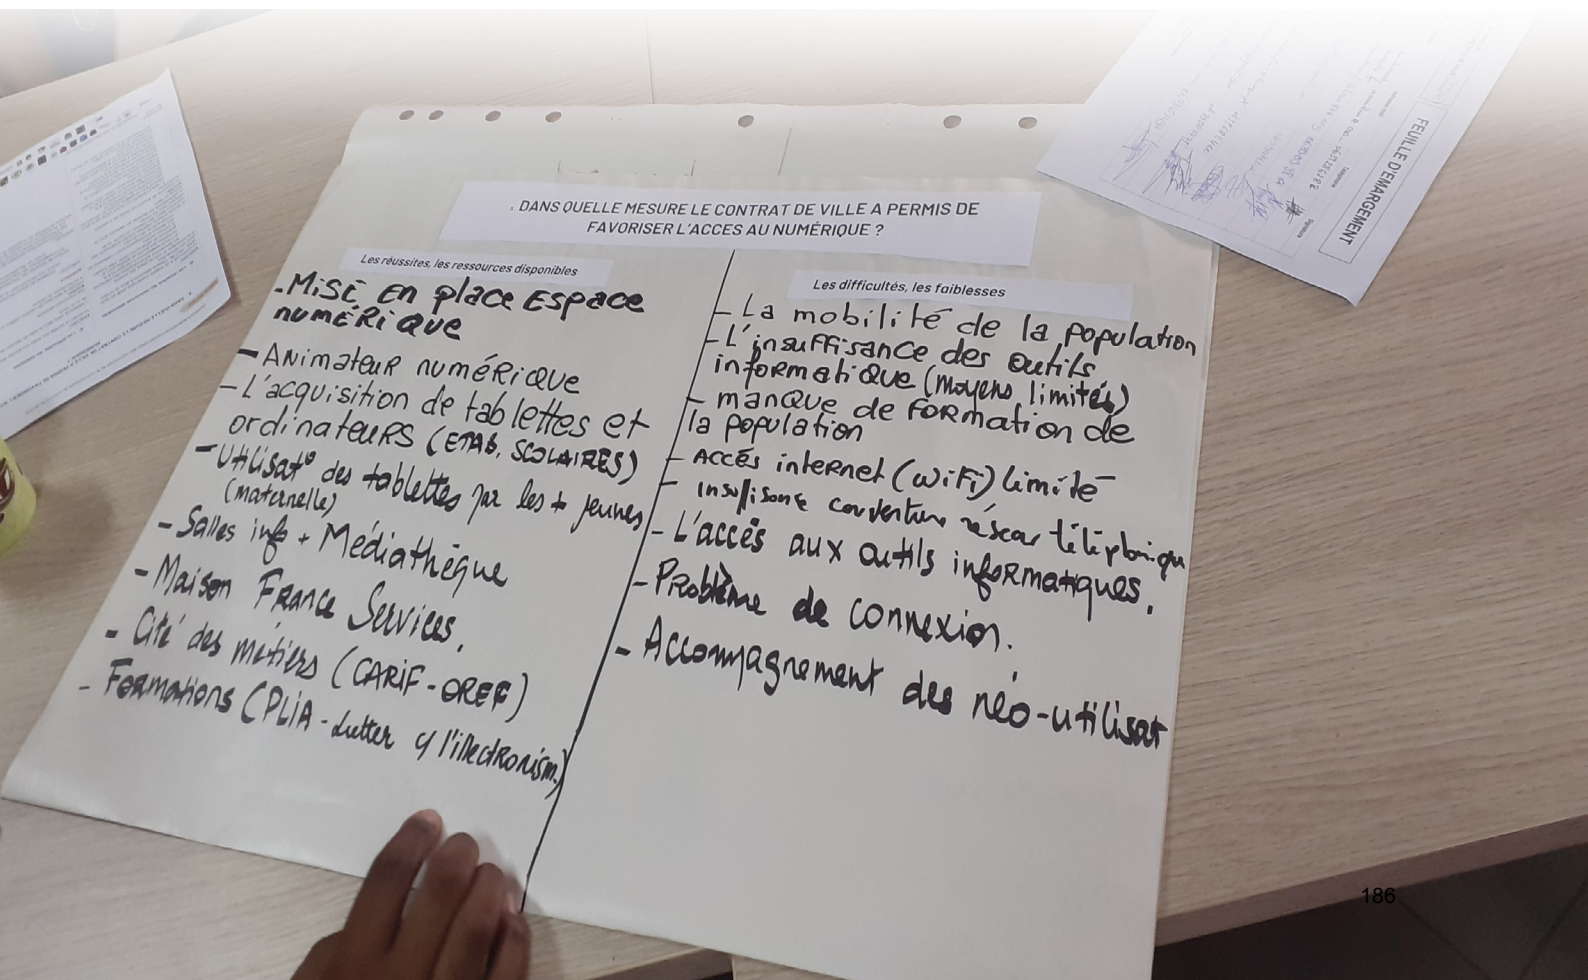 . DANS QUELLE MESURE LE CONTRAT DE VILLE A PERMIS DE
FAVORISER L'ACCES AU NUMÉRIQUE ?
Les réussites, les ressources disponibles
- Mise En place Espace
numÉRiQUE
- ANimateuR numéRiQUE
- L'acquisition de tablettes et
ordinateuRS (ETAB. SCOLAIRES)
- Utilisat° des tablettes par les + jeunes
(maternelle)
- Salles info + Médiathèque
- Maison FRance Services.
- Cité des métiers (CARIF-OREF)
- FoRmations (PLIA - Lutter c/ l'illectronism.)
Les difficultés, les faiblesses
- La mobilité de la population
- L'insuffisance des outils
informatiQue (moyens limités)
- manQue de foRmation de
la population
- Accés inteRnet (WiFi) limité
- Insuffisance couverture réseau téléphonique
- L'accès aux outils infoRmatiques.
- PRoblème de connexion.
- Accompagnement des néo-utilisat
FEUILLE D'EMARGEMENT
Téléphone
Signature
186